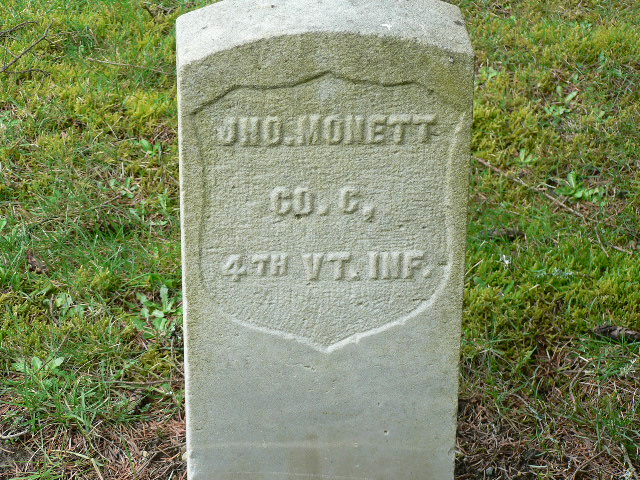 JNO. MONETT
CO. C,
4TH VT. INF.